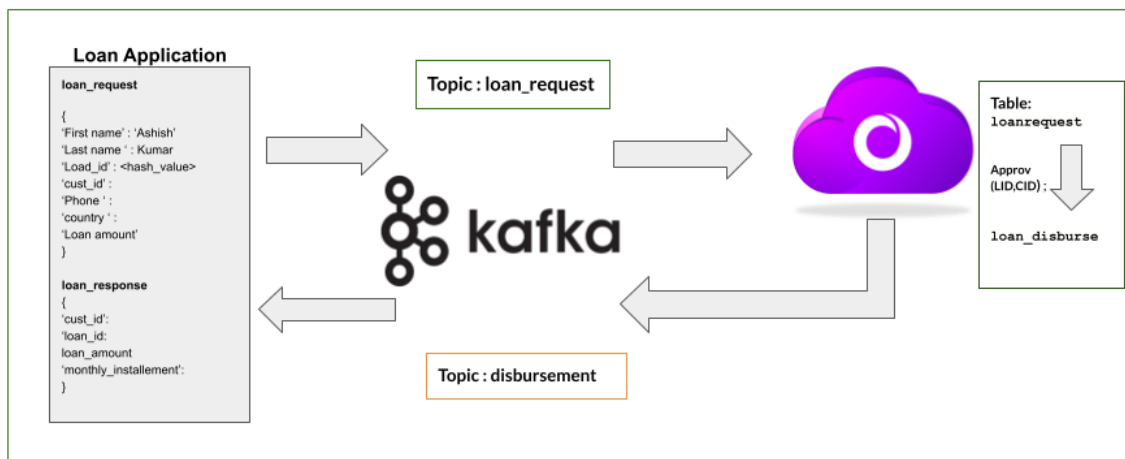 Loan Application
loan_request
{
‘First name’ : ‘Ashish’
‘Last name ‘ : Kumar
‘Load_id’ : <hash_value>
‘cust_id’ :
‘Phone ‘ :
‘country ‘ :
‘Loan amount’
}
loan_response
{
‘cust_id’:
‘loan_id:
loan_amount
‘monthly_installement’:
}
Topic : loan_request
kafka
Topic : disbursement
Table:
loanrequest
Approv
(LID,CID) ;
loan_disburse